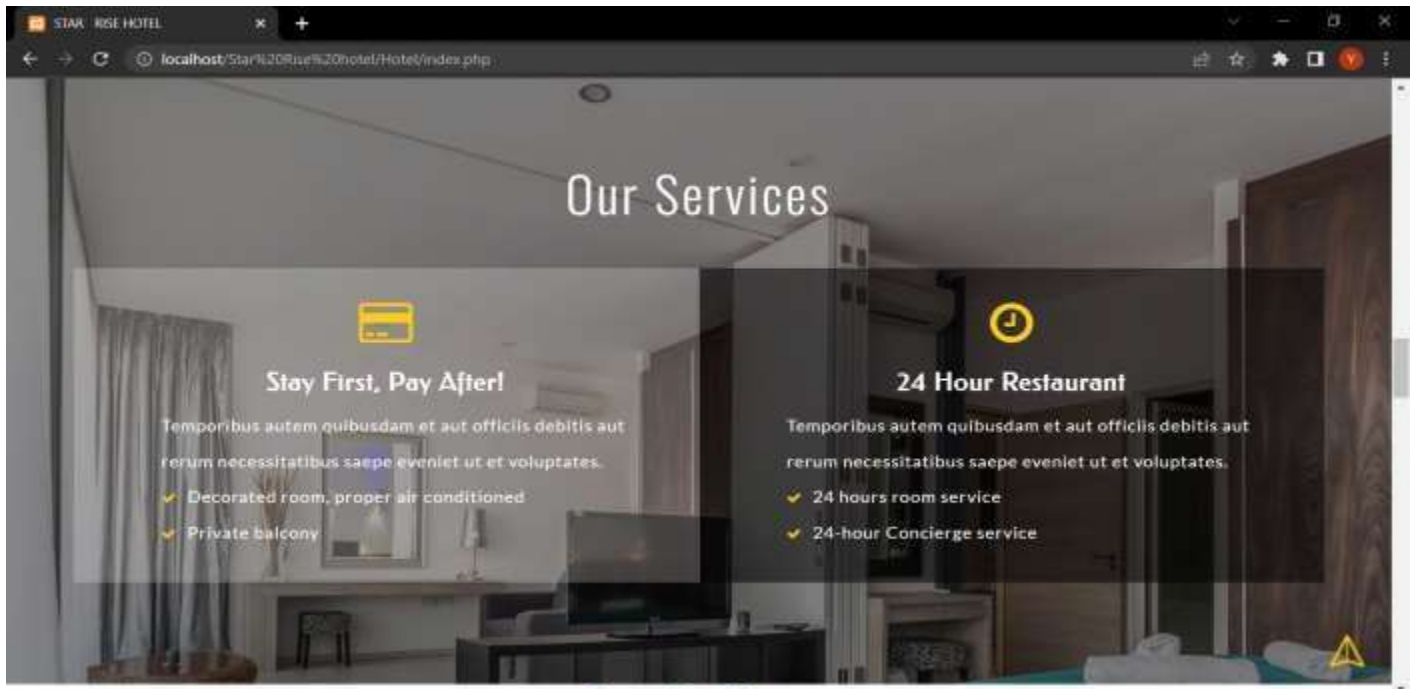 STAR RISE HOTEL
localhost/Star%20Rise%20hotel/Hotel/index.php
Y
Our Services
Stay First, Pay After!
Temporibus autem quibusdam et aut officiis debitis aut
rerum necessitatibus saepe eveniet ut et voluptates.
Decorated room, proper air conditioned
Private balcony
24 Hour Restaurant
Temporibus autem quibusdam et aut officiis debitis aut
rerum necessitatibus saepe eveniet ut et voluptates.
24 hours room service
24-hour Concierge service